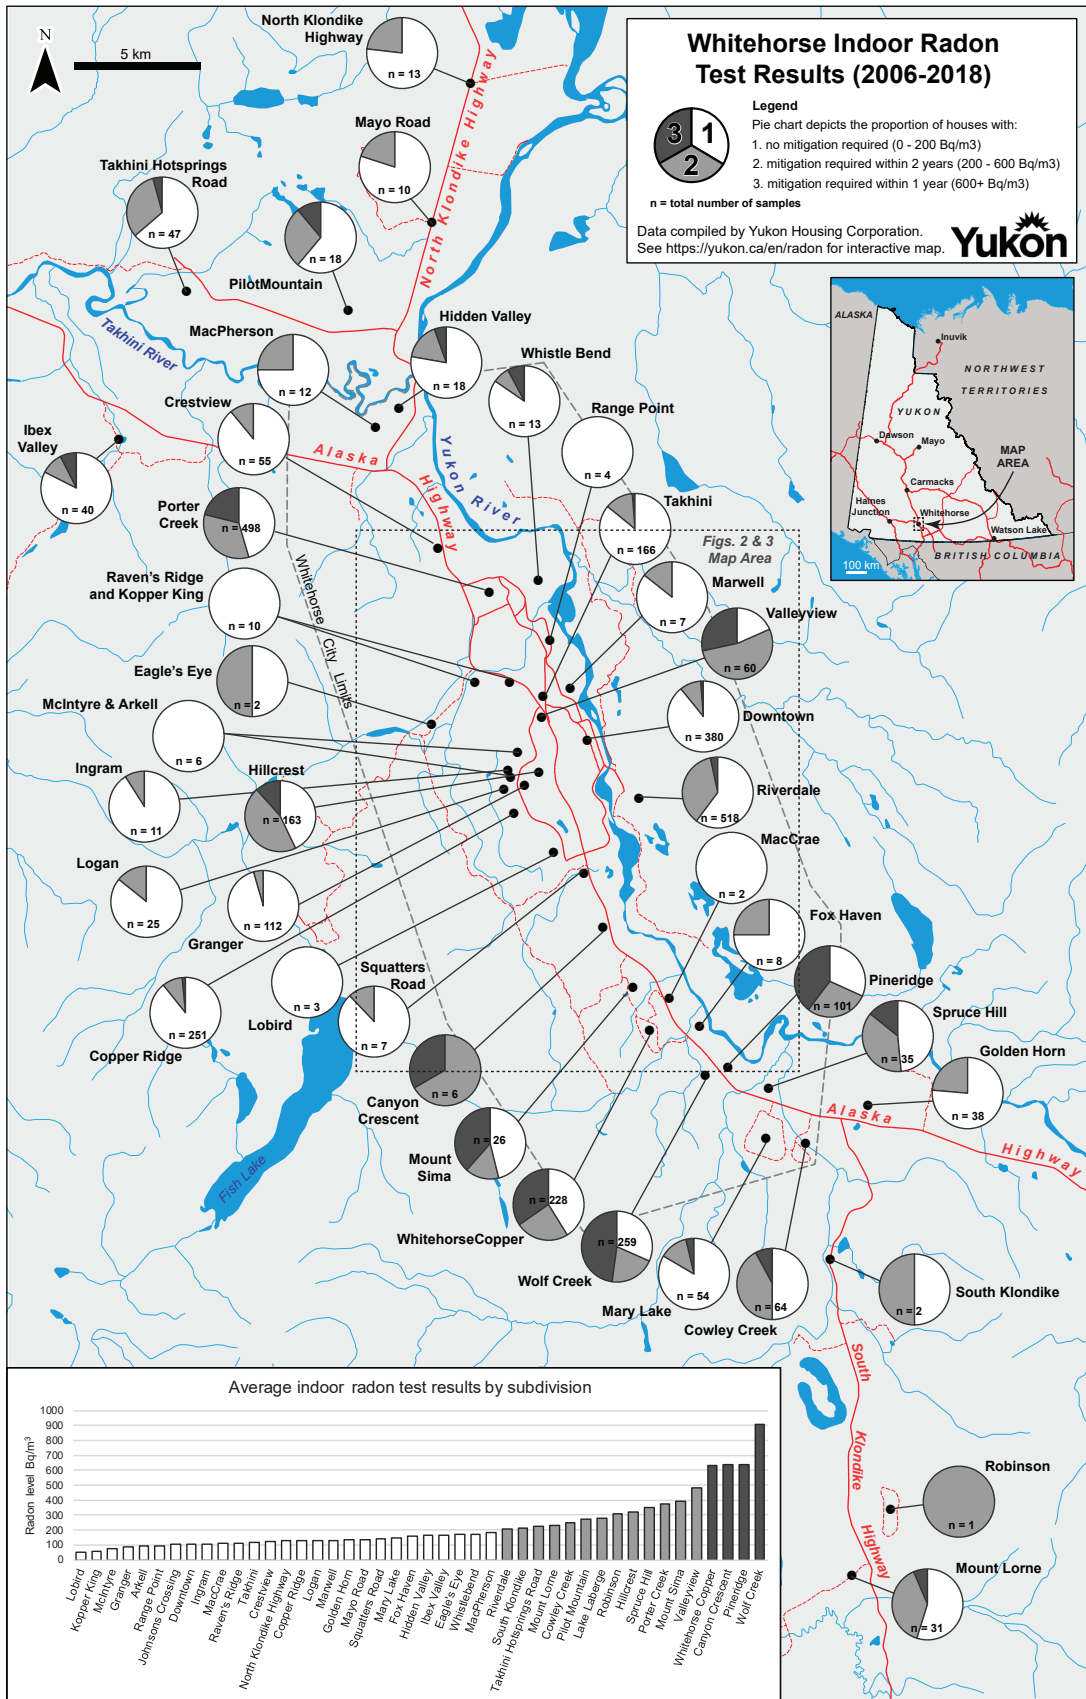 North Klondike
Highway
n = 13
N
5 km
Whitehorse Indoor Radon
Test Results (2006-2018)
Legend
Pie chart depicts the proportion of houses with:
1. no mitigation required (0 - 200 Bq/m3)
2. mitigation required within 2 years (200 - 600 Bq/m3)
3. mitigation required within 1 year (600+ Bq/m3)
3
1
2
n = total number of samples
Data compiled by Yukon Housing Corporation.
See https://yukon.ca/en/radon for interactive map.
Yukon
Mayo Road
n = 10
North Klondike Highway
Takhini Hotsprings
Road
n = 47
n = 18
PilotMountain
Takhini River
MacPherson
n = 12
Hidden Valley
n = 18
Whistle Bend
n = 13
Range Point
n = 4
Crestview
n = 55
Ibex
Valley
n = 40
Alaska
Highway
Yukon River
Porter
Creek
n = 498
Takhini
n = 166
Figs. 2 & 3
Map Area
Marwell
n = 7
Valleyview
n = 60
Raven's Ridge
and Kopper King
n = 10
Whitehorse City Limits
Eagle's Eye
n = 2
McIntyre & Arkell
n = 6
Downtown
n = 380
Ingram
n = 11
Hillcrest
n = 163
Riverdale
n = 518
MacCrae
n = 2
Logan
n = 25
n = 112
Granger
Fox Haven
n = 8
Squatters
Road
n = 7
n = 3
Lobird
n = 251
Copper Ridge
Pineridge
n = 101
Spruce Hill
n = 35
Golden Horn
n = 38
n = 6
Canyon
Crescent
n = 26
Mount
Sima
Alaska
Highway
Fish Lake
n = 228
WhitehorseCopper
n = 259
Wolf Creek
n = 54
Mary Lake
n = 64
Cowley Creek
n = 2
South Klondike
South
Klondike
Highway
Robinson
n = 1
Mount Lorne
n = 31
ALASKA
Inuvik
NORTHWEST
TERRITORIES
YUKON
Dawson
Mayo
MAP
AREA
Carmacks
Haines
Junction
Whitehorse
Watson Lake
BRITISH COLUMBIA
100 km
Average indoor radon test results by subdivision
Radon level Bq/m³
1000
900
800
700
600
500
400
300
200
100
0
Lobird
Kopper King
McIntyre
Granger
Arkell
Range Point
Johnsons Crossing
Downtown
Ingram
MacCrae
Raven's Ridge
Takhini
Crestview
North Klondike Highway
Copper Ridge
Logan
Marwell
Golden Horn
Mayo Road
Squatters Road
Mary Lake
Fox Haven
Hidden Valley
Ibex Valley
Eagle's Eye
Whistlebend
MacPherson
Riverdale
South Klondike
Takhini Hotsprings Road
Mount Lorne
Cowley Creek
Pilot Mountain
Lake Laberge
Robinson
Hillcrest
Spruce Hill
Porter Creek
Mount Sima
Valleyview
Whitehorse Copper
Canyon Crescent
Pineridge
Wolf Creek